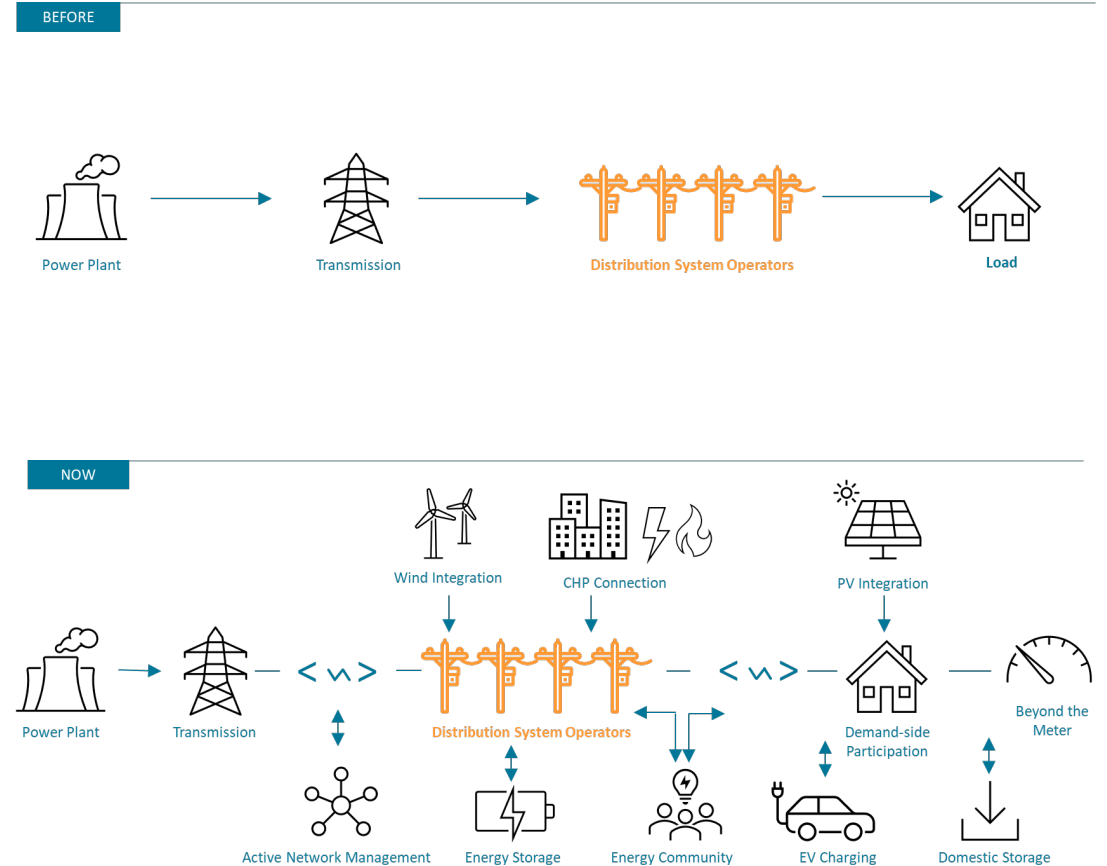 BEFORE
Power Plant
Transmission
Distribution System Operators
Load
NOW
Wind Integration
CHP Connection
PV Integration
Power Plant
Transmission
Distribution System Operators
Demand-side
Participation
Beyond the
Meter
Active Network Management
Energy Storage
Energy Community
EV Charging
Domestic Storage